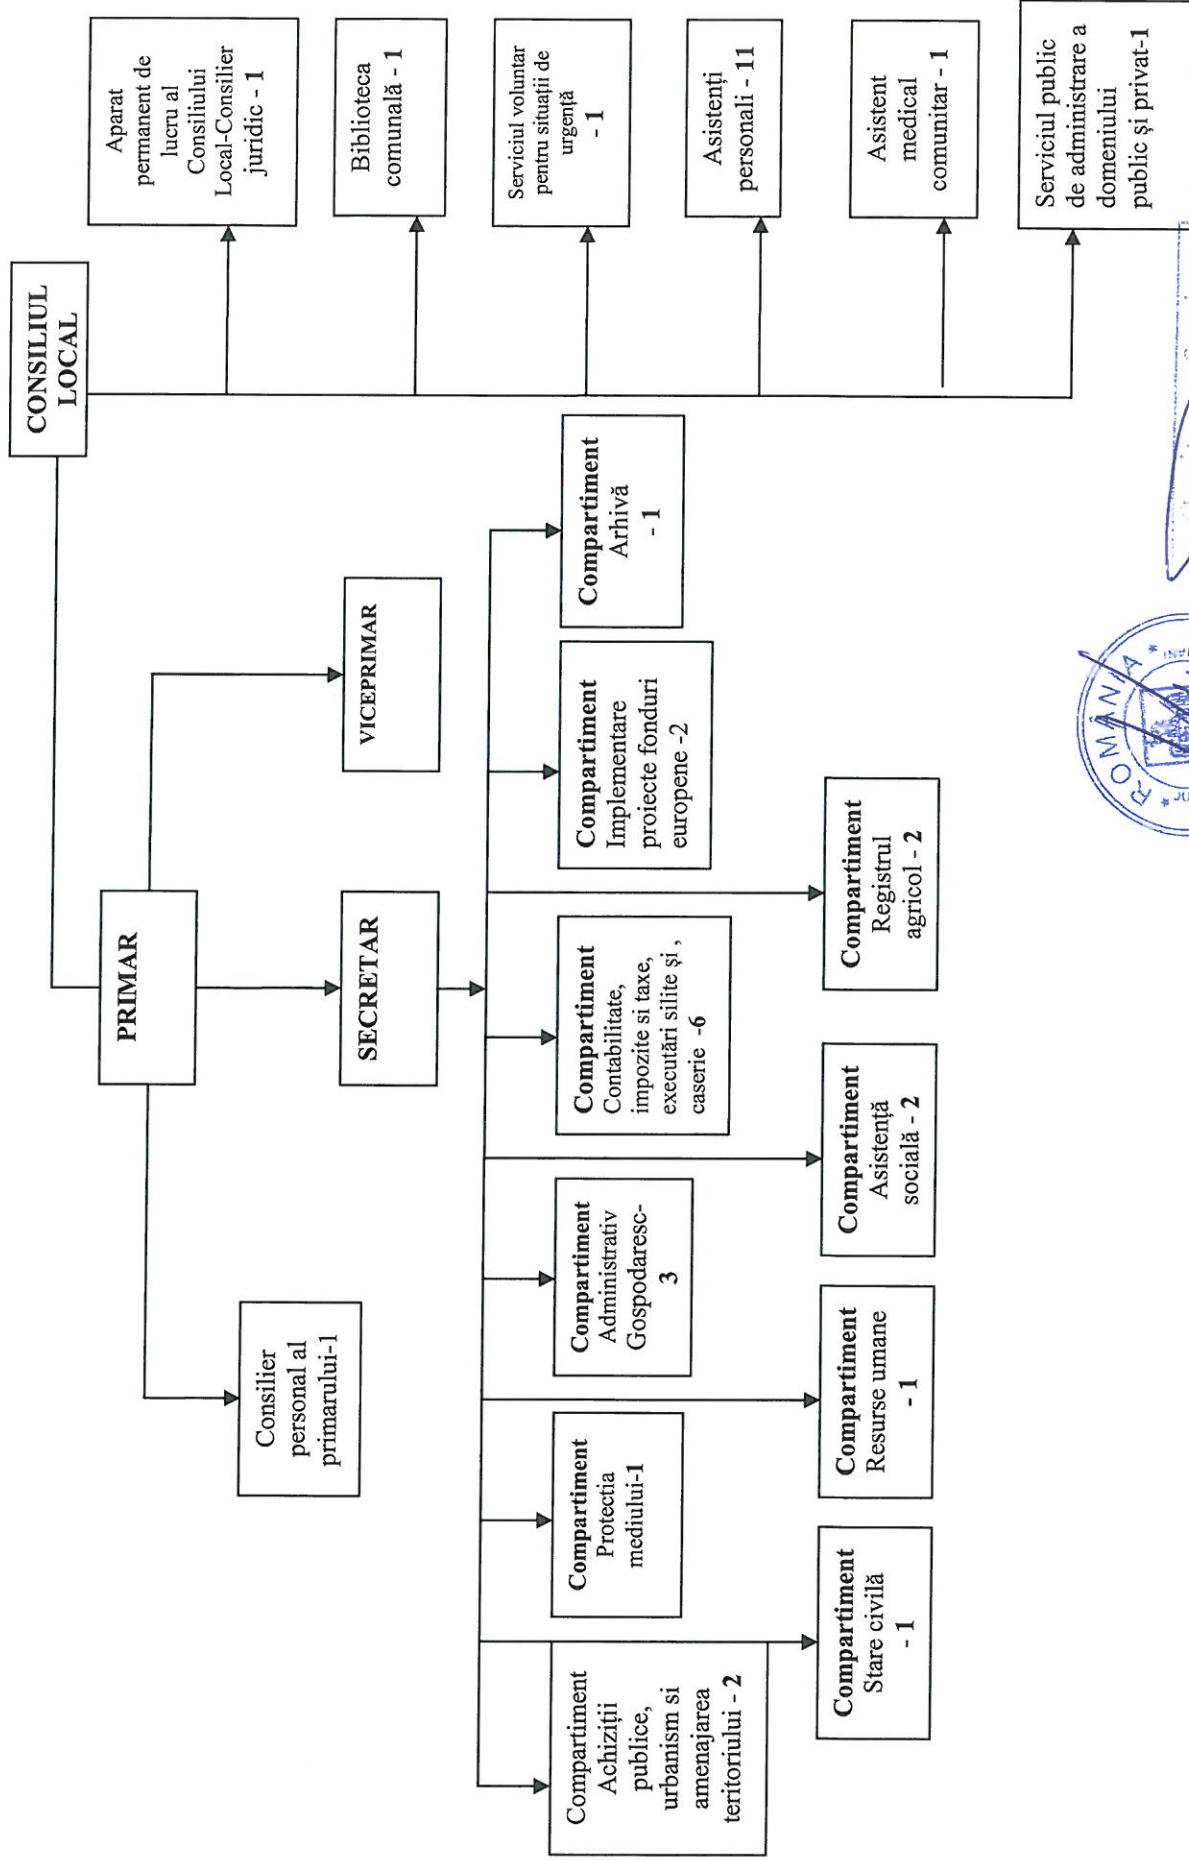 CONSILIUL
LOCAL
PRIMAR
VICEPRIMAR
SECRETAR
Consilier
personal al
primarului-1
Aparat
permanent de
lucru al
Consiliului
Local-Consilier
juridic - 1
Biblioteca
comunală - 1
Serviciul voluntar
pentru situații de
urgență
- 1
Asistenți
personali - 11
Asistent
medical
comunitar - 1
Serviciul public
de administrare a
domeniului
public și privat-1
Compartiment
Achiziții
publice,
urbanism si
amenajarea
teritoriului - 2
Compartiment
Protectia
mediului-1
Compartiment
Administrativ
Gospodaresc-
3
Compartiment
Contabilitate,
impozite si taxe,
executări silite și ,
caserie -6
Compartiment
Implementare
proiecte fonduri
europene -2
Compartiment
Arhivă
- 1
Compartiment
Stare civilă
- 1
Compartiment
Resurse umane
- 1
Compartiment
Asistență
socială - 2
Compartiment
Registrul
agricol - 2
* ROMÂNIA *